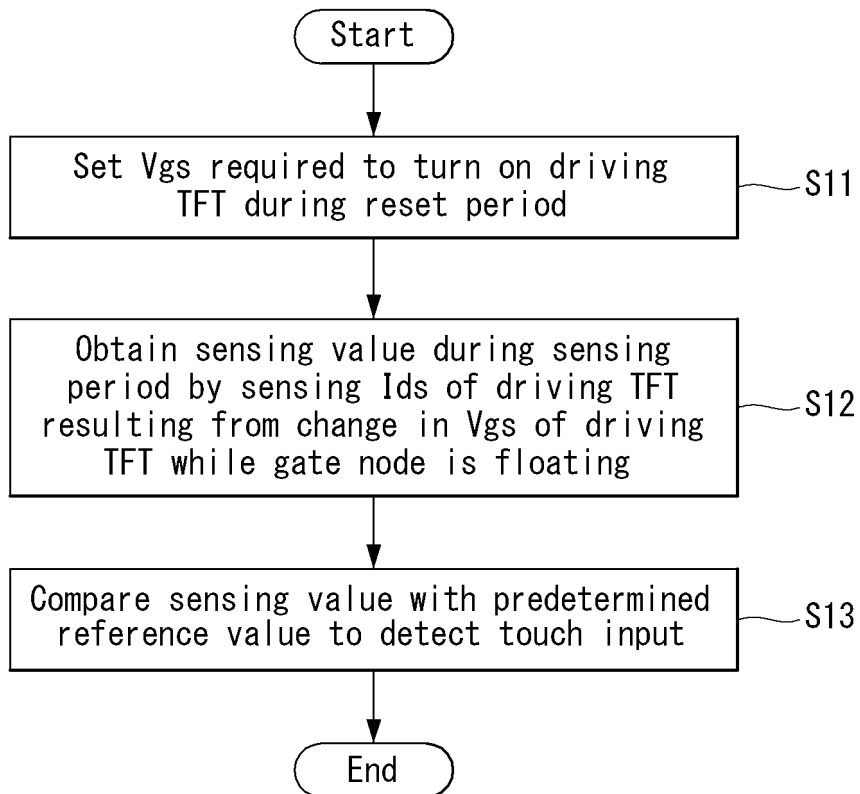 Start
Set Vgs required to turn on driving
TFT during reset period
S11
Obtain sensing value during sensing
period by sensing Ids of driving TFT
resulting from change in Vgs of driving
TFT while gate node is floating
S12
Compare sensing value with predetermined
reference value to detect touch input
S13
End